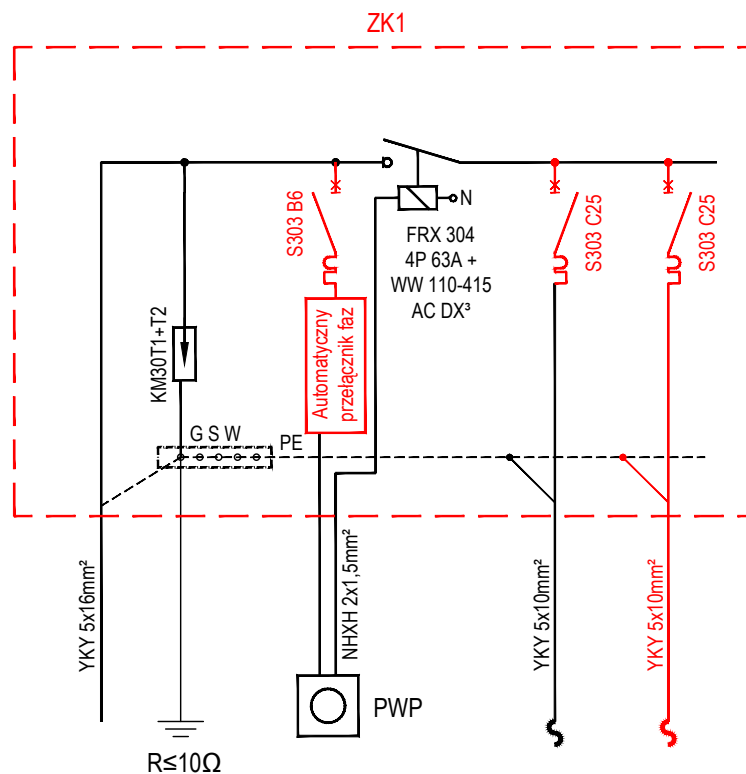 ZK1
S303 B6
N
FRX 304
4P 63A +
WW 110-415
AC DX³
S303 C25
S303 C25
KM30T1+T2
Automatyczny
przełącznik faz
G S W
PE
YKY 5x16mm²
NHXH 2x1,5mm²
YKY 5x10mm²
YKY 5x10mm²
PWP
R≤10Ω